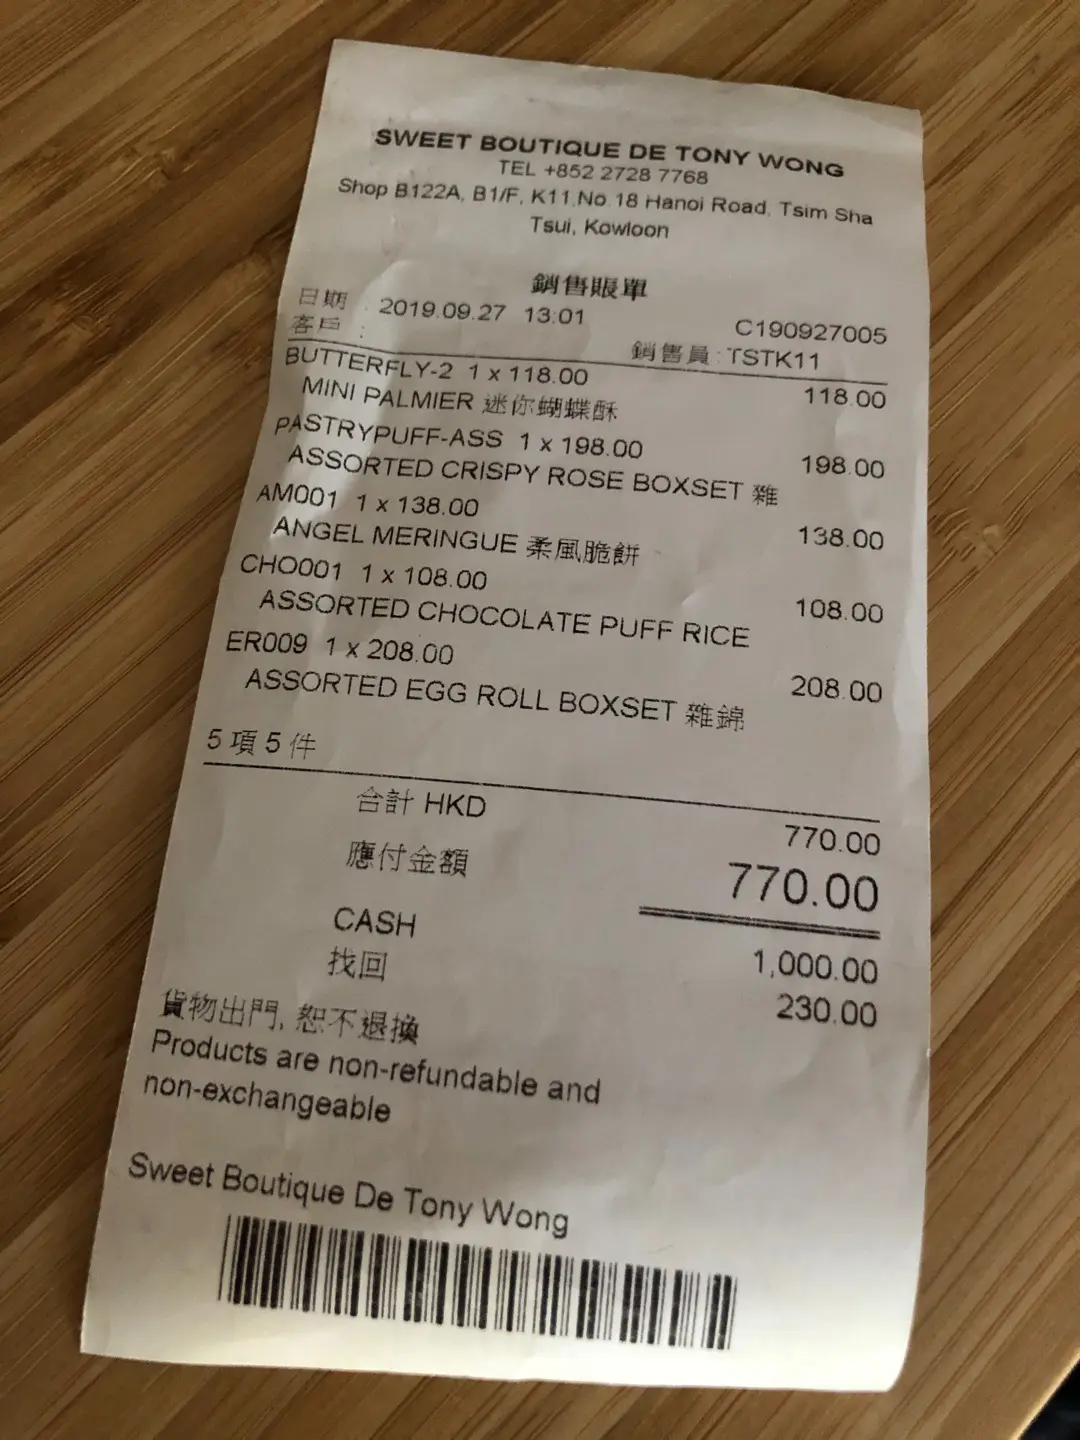 SWEET BOUTIQUE DE TONY WONG
TEL +852 2728 7768
Shop B122A, B1/F, K11,No.18 Hanoi Road, Tsim Sha
Tsui, Kowloon
銷售賬單
日期 : 2019.09.27 13:01 C190927005
客戶 : 銷售員:TSTK11
BUTTERFLY-2 1 x 118.00 118.00
MINI PALMIER 迷你蝴蝶酥
PASTRYPUFF-ASS 1 x 198.00 198.00
ASSORTED CRISPY ROSE BOXSET 雜
AM001 1 x 138.00 138.00
ANGEL MERINGUE 柔風脆餅
CHO001 1 x 108.00 108.00
ASSORTED CHOCOLATE PUFF RICE
ER009 1 x 208.00 208.00
ASSORTED EGG ROLL BOXSET 雜錦
5 項 5 件
合計 HKD 770.00
應付金額 770.00
CASH 1,000.00
找回 230.00
貨物出門, 恕不退換
Products are non-refundable and
non-exchangeable
Sweet Boutique De Tony Wong